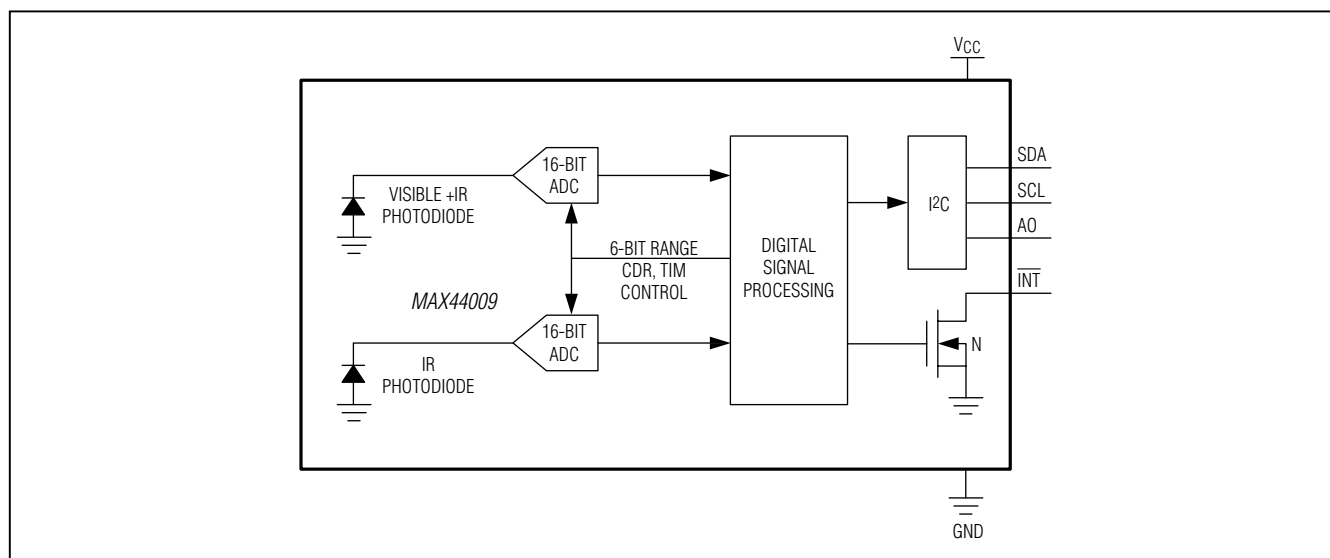 VCC
16-BIT
ADC
VISIBLE +IR
PHOTODIODE
6-BIT RANGE
CDR, TIM
CONTROL
MAX44009
16-BIT
ADC
IR
PHOTODIODE
DIGITAL
SIGNAL
PROCESSING
I2C
SDA
SCL
A0
INT
N
GND